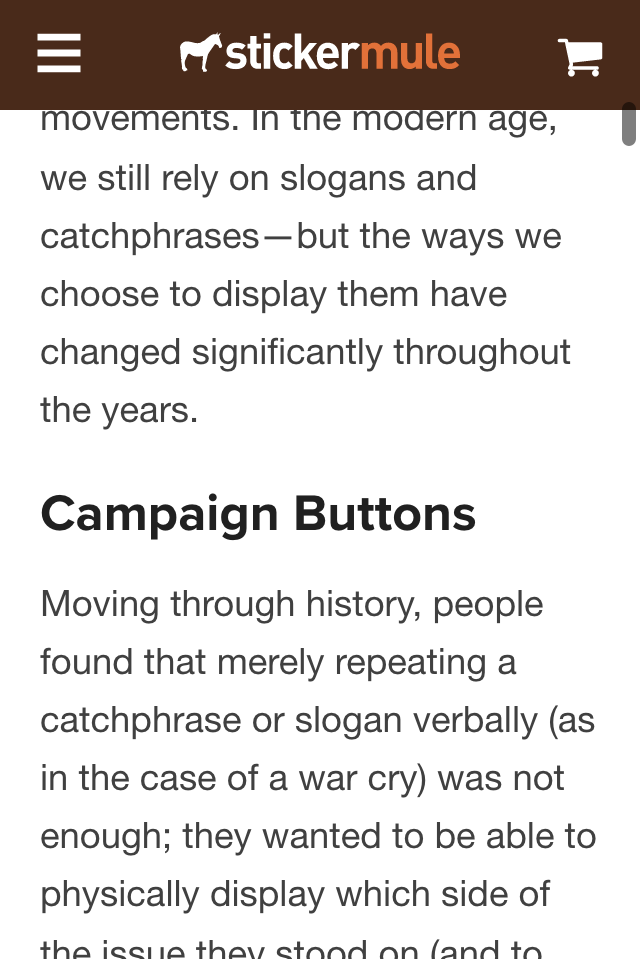 stickermule
movements. In the modern age,
we still rely on slogans and
catchphrases—but the ways we
choose to display them have
changed significantly throughout
the years.
Campaign Buttons
Moving through history, people
found that merely repeating a
catchphrase or slogan verbally (as
in the case of a war cry) was not
enough; they wanted to be able to
physically display which side of
the issue they stood on (and to